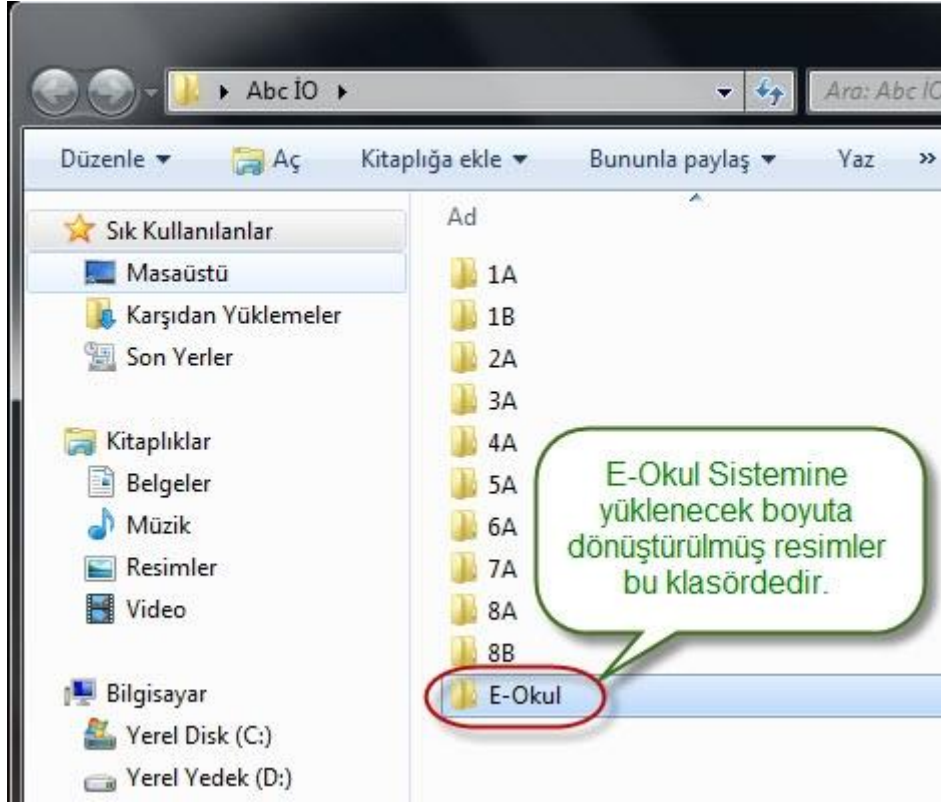 Abc İO
Ara: Abc İO
Düzenle
Aç
Kitaplığa ekle
Bununla paylaş
Yaz
»
Sık Kullanılanlar
Masaüstü
Karşıdan Yüklemeler
Son Yerler
Kitaplıklar
Belgeler
Müzik
Resimler
Video
Bilgisayar
Yerel Disk (C:)
Yerel Yedek (D:)
Ad
1A
1B
2A
3A
4A
5A
6A
7A
8A
8B
E-Okul
E-Okul Sistemine
yüklenecek boyuta
dönüştürülmüş resimler
bu klasördedir.